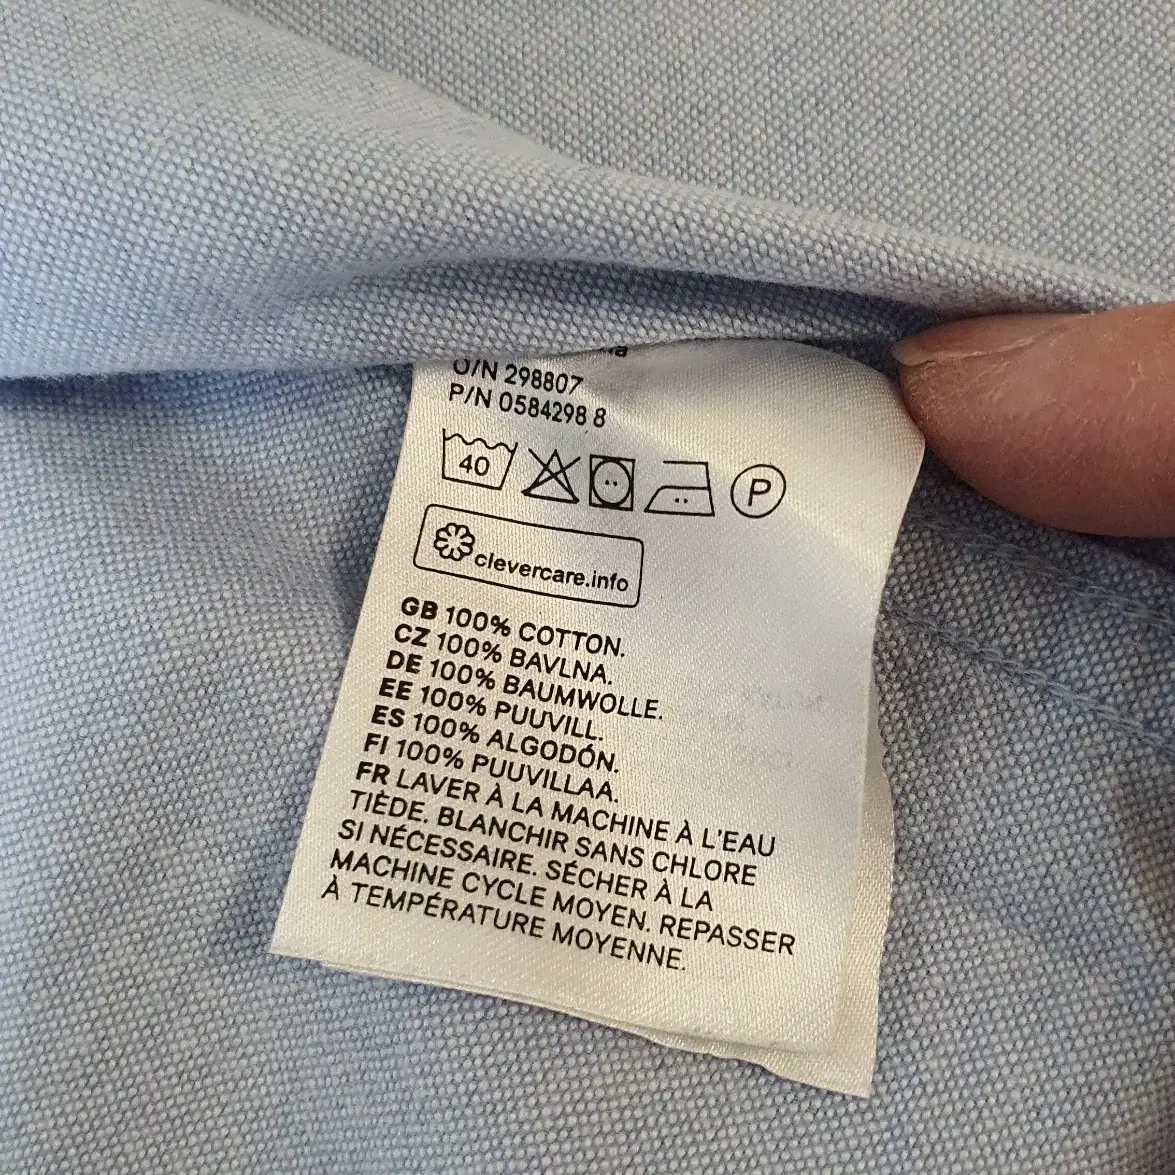 O/N 298807
P/N 0584298 8
40 P
clevercare.info
GB 100% COTTON.
CZ 100% BAVLNA.
DE 100% BAUMWOLLE.
EE 100% PUUVILL.
ES 100% ALGODÓN.
FI 100% PUUVILLAA.
FR LAVER À LA MACHINE À L'EAU
TIÈDE. BLANCHIR SANS CHLORE
SI NÉCESSAIRE. SÉCHER À LA
MACHINE CYCLE MOYEN. REPASSER
À TEMPÉRATURE MOYENNE.